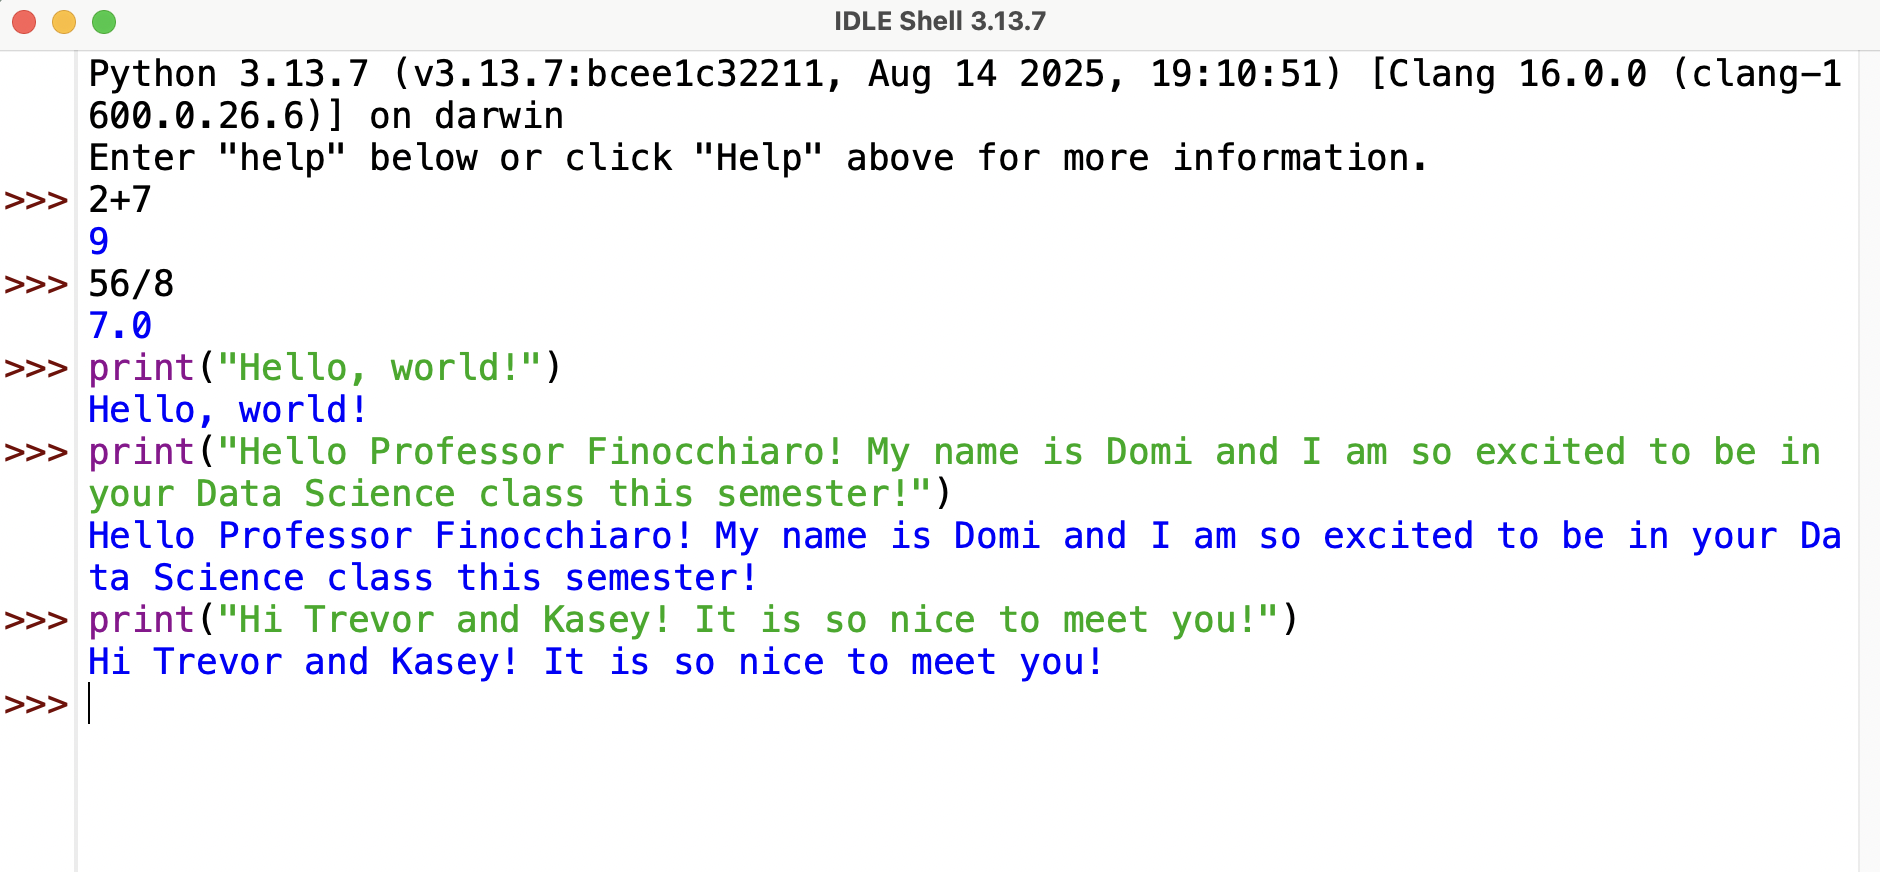 IDLE Shell 3.13.7
Python 3.13.7 (v3.13.7:bcee1c32211, Aug 14 2025, 19:10:51) [Clang 16.0.0 (clang-1
600.0.26.6)] on darwin
Enter "help" below or click "Help" above for more information.
>>> 2+7
9
>>> 56/8
7.0
>>> print("Hello, world!")
Hello, world!
>>> print("Hello Professor Finocchiaro! My name is Domi and I am so excited to be in
your Data Science class this semester!")
Hello Professor Finocchiaro! My name is Domi and I am so excited to be in your Da
ta Science class this semester!
>>> print("Hi Trevor and Kasey! It is so nice to meet you!")
Hi Trevor and Kasey! It is so nice to meet you!
>>>